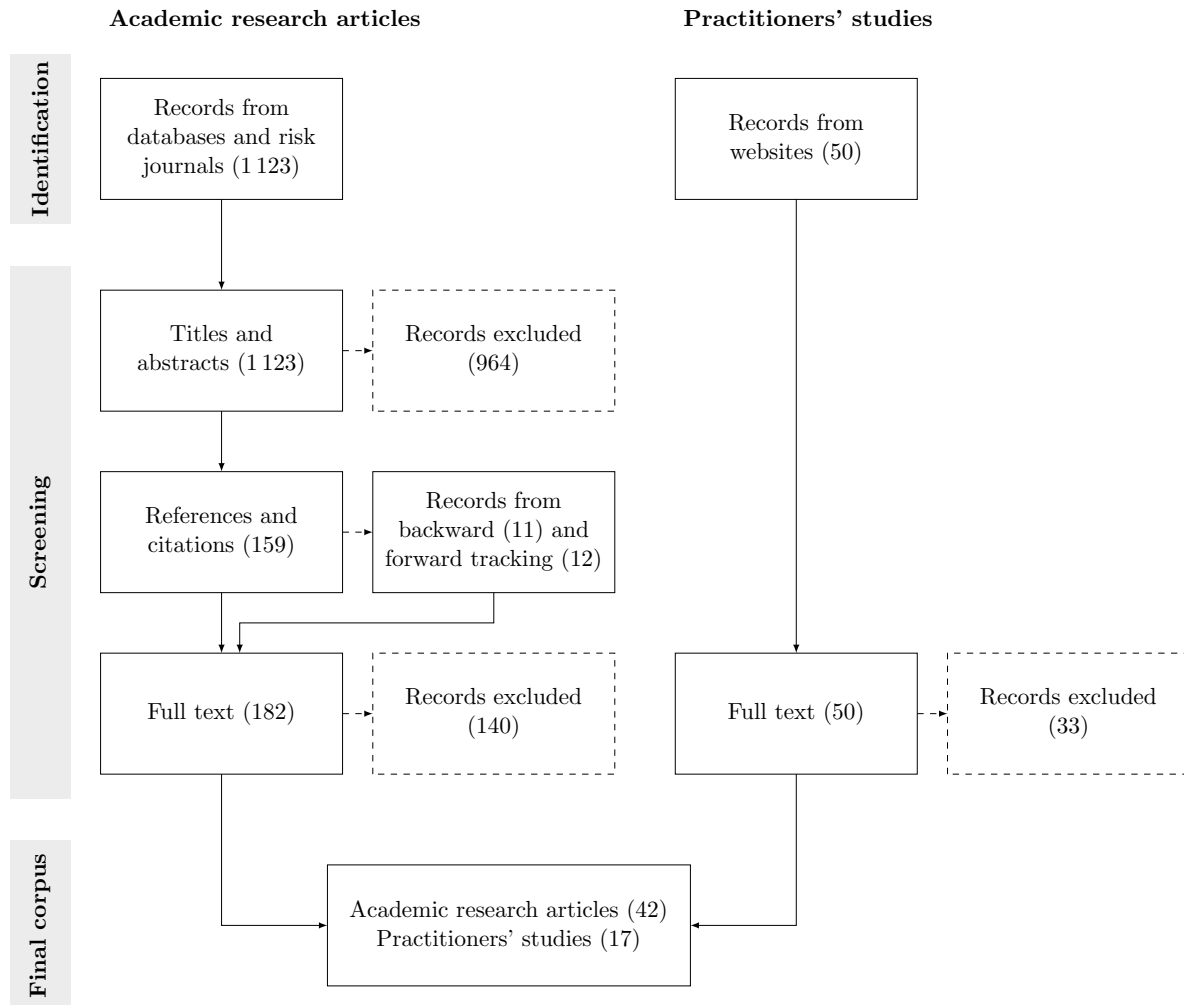 Academic research articles
Practitioners' studies
Identification
Records from
databases and risk
journals (1 123)
Records from
websites (50)
Screening
Titles and
abstracts (1 123)
Records excluded
(964)
References and
citations (159)
Records from
backward (11) and
forward tracking (12)
Full text (182)
Records excluded
(140)
Full text (50)
Records excluded
(33)
Final corpus
Academic research articles (42)
Practitioners' studies (17)